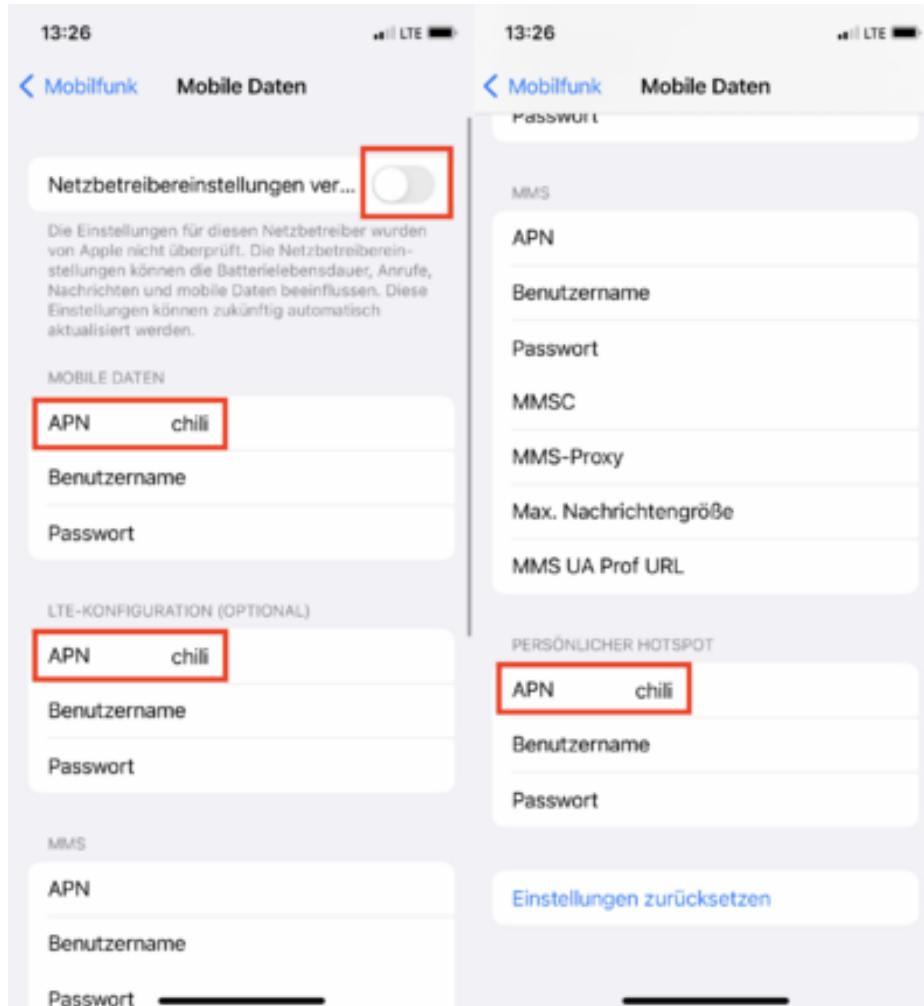 13:26
LTE
Mobilfunk Mobile Daten
Netzbetreibereinstellungen ver...
Die Einstellungen für diesen Netzbetreiber wurden
von Apple nicht überprüft. Die Netzbetreiberein-
stellungen können die Batterielebensdauer, Anrufe,
Nachrichten und mobile Daten beeinflussen. Diese
Einstellungen können zukünftig automatisch
aktualisiert werden.
MOBILE DATEN
APN chili
Benutzername
Passwort
LTE-KONFIGURATION (OPTIONAL)
APN chili
Benutzername
Passwort
MMS
APN
Benutzername
Passwort
13:26
LTE
Mobilfunk Mobile Daten
Passwort
MMS
APN
Benutzername
Passwort
MMSC
MMS-Proxy
Max. Nachrichtengröße
MMS UA Prof URL
PERSÖNLICHER HOTSPOT
APN chili
Benutzername
Passwort
Einstellungen zurücksetzen